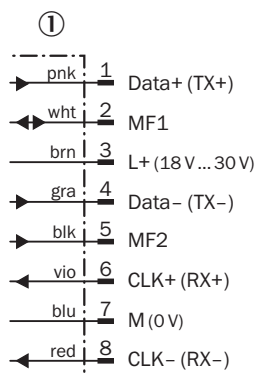 ①
pnk 1 Data+ (TX+)
wht 2 MF1
brn 3 L+ (18 V ... 30 V)
gra 4 Data– (TX–)
blk 5 MF2
vio 6 CLK+ (RX+)
blu 7 M (0 V)
red 8 CLK– (RX–)